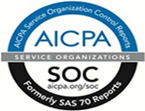 AICPA Service Organization Control Reports
AICPA
SERVICE ORGANIZATIONS
SOC
aicpa.org/soc
Formerly SAS 70 Reports